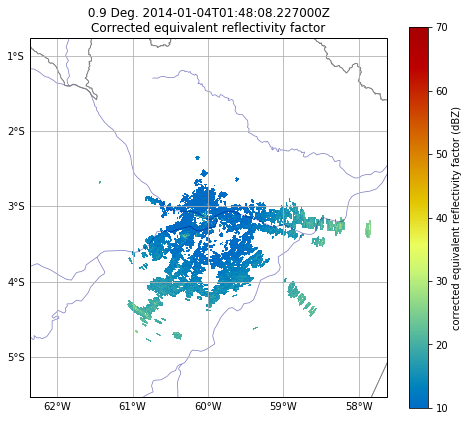 0.9 Deg. 2014-01-04T01:48:08.227000Z
Corrected equivalent reflectivity factor
1°S
2°S
3°S
4°S
5°S
62°W
61°W
60°W
59°W
58°W
70
60
50
40
30
20
10
corrected equivalent reflectivity factor (dBZ)